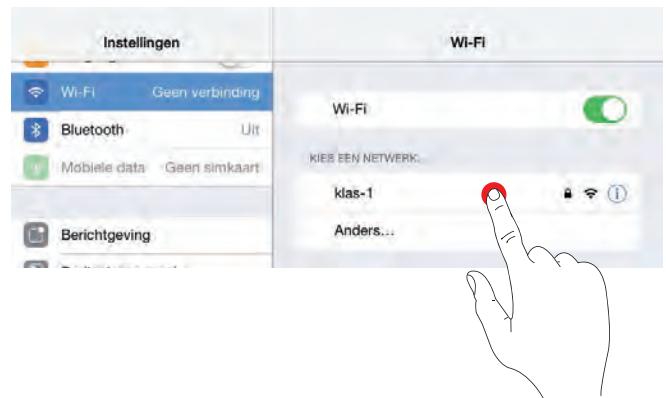 Instellingen
Wi-Fi Geen verbinding
Bluetooth Uit
Mobiele data Geen simkaart
Berichtgeving
Wi-Fi
Wi-Fi
KIES EEN NETWERK
klas-1
Anders...